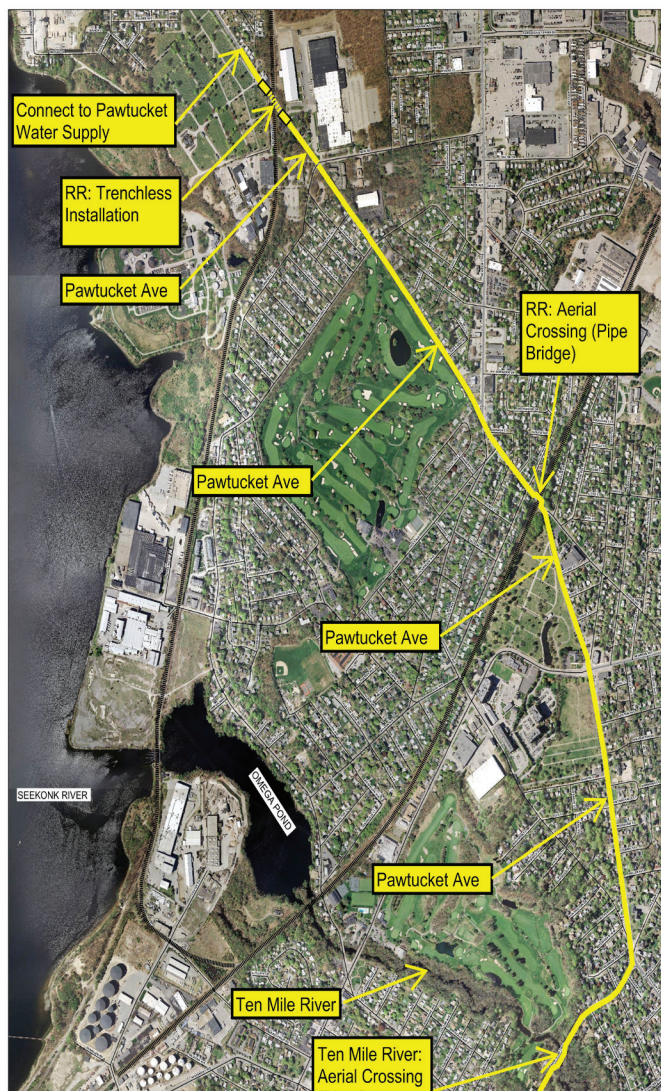 Connect to Pawtucket
Water Supply
RR: Trenchless
Installation
Pawtucket Ave
RR: Aerial
Crossing (Pipe
Bridge)
Pawtucket Ave
Pawtucket Ave
SEEKONK RIVER
OMEGA POND
Pawtucket Ave
Ten Mile River
Ten Mile River:
Aerial Crossing